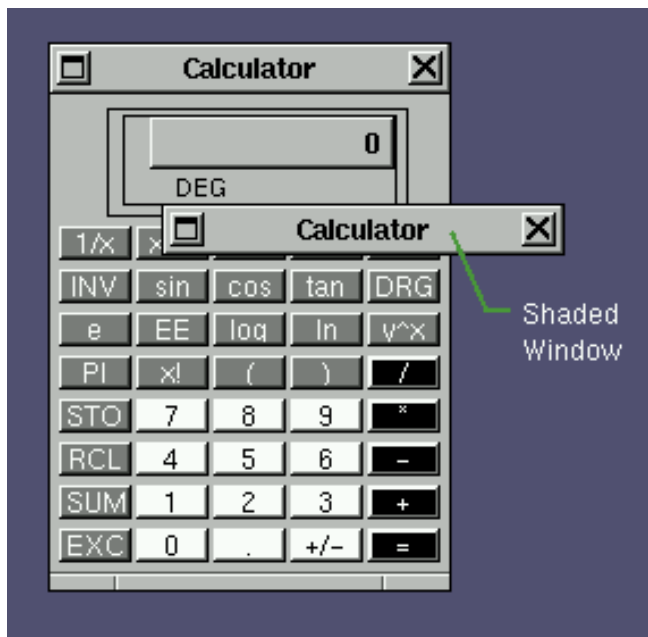 Calculator
0
DEG
Calculator
1/x
INV sin cos tan DRG
Shaded
Window
e EE log ln y^x
PI x! ( ) /
STO 7 8 9 *
RCL 4 5 6 -
SUM 1 2 3 +
EXC 0 . +/- =